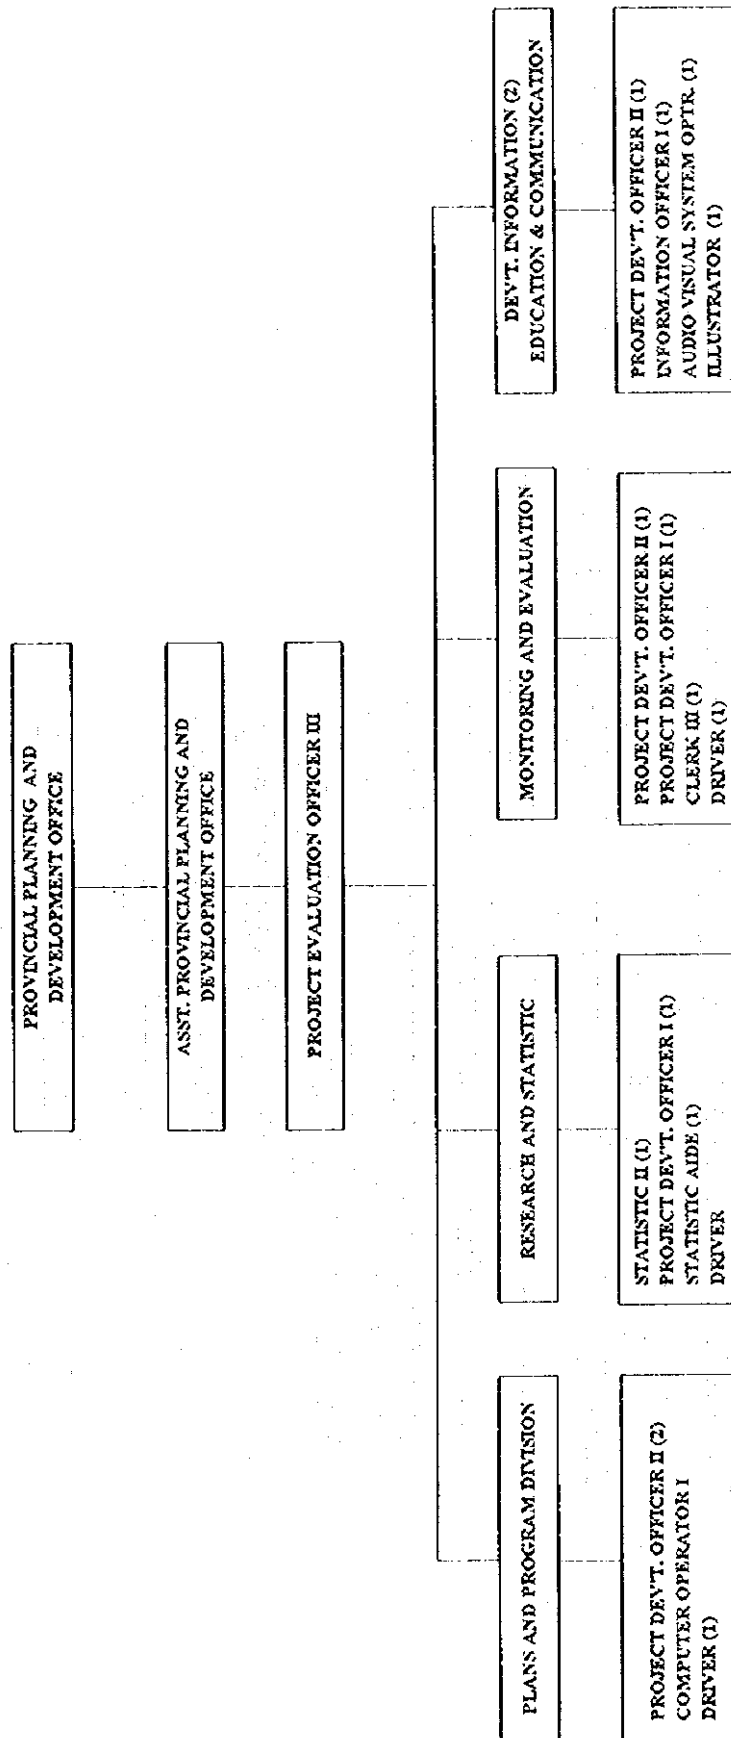 PROVINCIAL PLANNING AND
DEVELOPMENT OFFICE
ASST. PROVINCIAL PLANNING AND
DEVELOPMENT OFFICE
PROJECT EVALUATION OFFICER III
PLANS AND PROGRAM DIVISION
RESEARCH AND STATISTIC
MONITORING AND EVALUATION
DEV'T. INFORMATION (2)
EDUCATION & COMMUNICATION
PROJECT DEV'T. OFFICER II (2)
COMPUTER OPERATOR I
DRIVER (1)
STATISTIC II (1)
PROJECT DEV'T. OFFICER I (1)
STATISTIC AIDE (1)
DRIVER
PROJECT DEV'T. OFFICER II (1)
PROJECT DEV'T. OFFICER I (1)
CLERK III (1)
DRIVER (1)
PROJECT DEV'T. OFFICER II (1)
INFORMATION OFFICER I (1)
AUDIO VISUAL SYSTEM OPTR. (1)
ILLUSTRATOR (1)